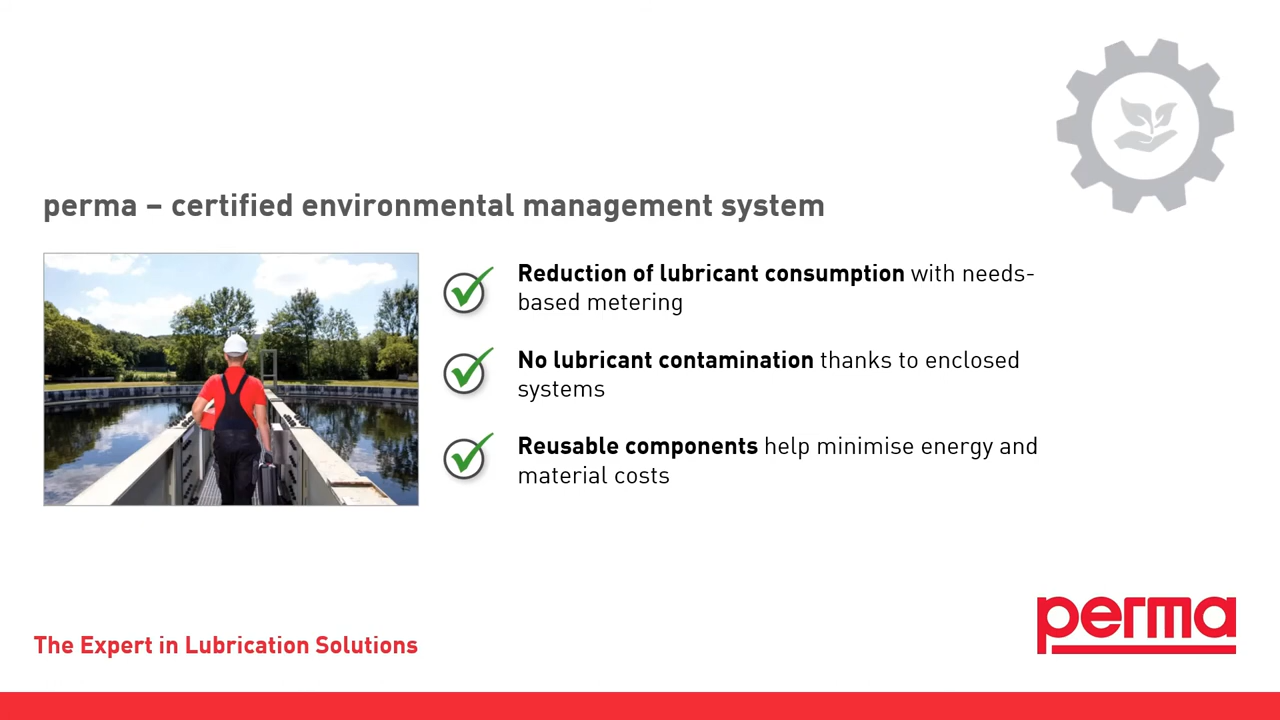 perma – certified environmental management system
Reduction of lubricant consumption with needs-
based metering
No lubricant contamination thanks to enclosed
systems
Reusable components help minimise energy and
material costs
The Expert in Lubrication Solutions
perma